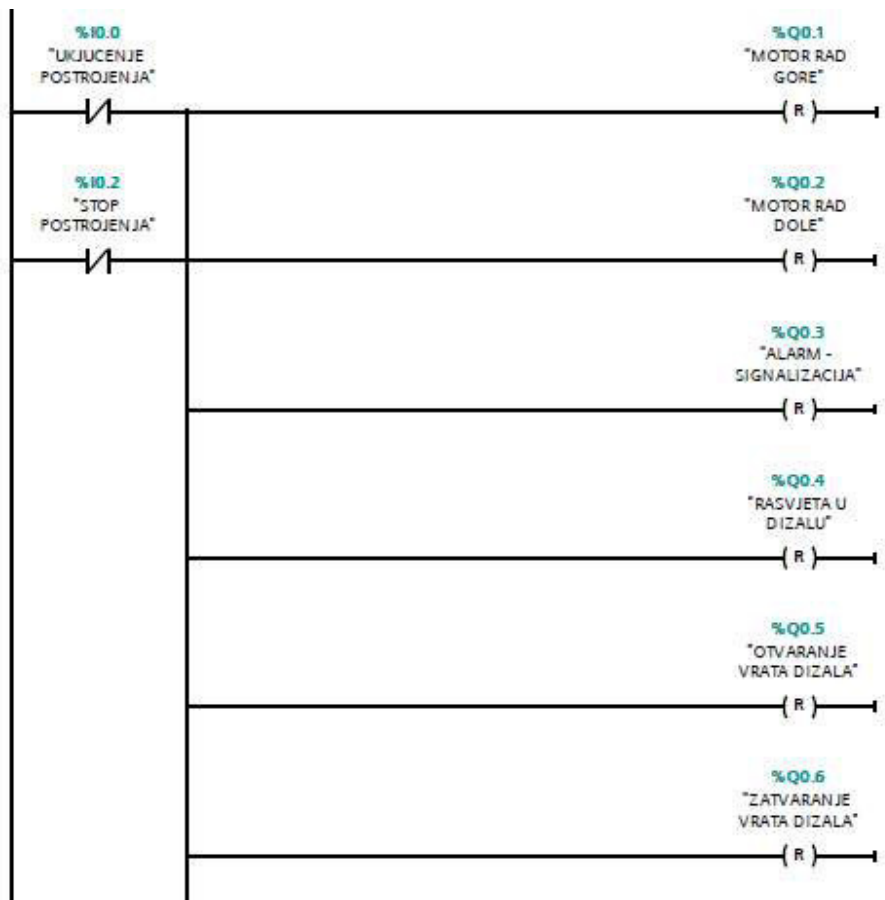 %I0.0
"UKJUCENJE
POSTROJENJA"
%Q0.1
"MOTOR RAD
GORE"
( R )
%I0.2
"STOP
POSTROJENJA"
%Q0.2
"MOTOR RAD
DOLE"
( R )
%Q0.3
"ALARM -
SIGNALIZACIJA"
( R )
%Q0.4
"RASVJETA U
DIZALU"
( R )
%Q0.5
"OTVARANJE
VRATA DIZALA"
( R )
%Q0.6
"ZATVARANJE
VRATA DIZALA"
( R )